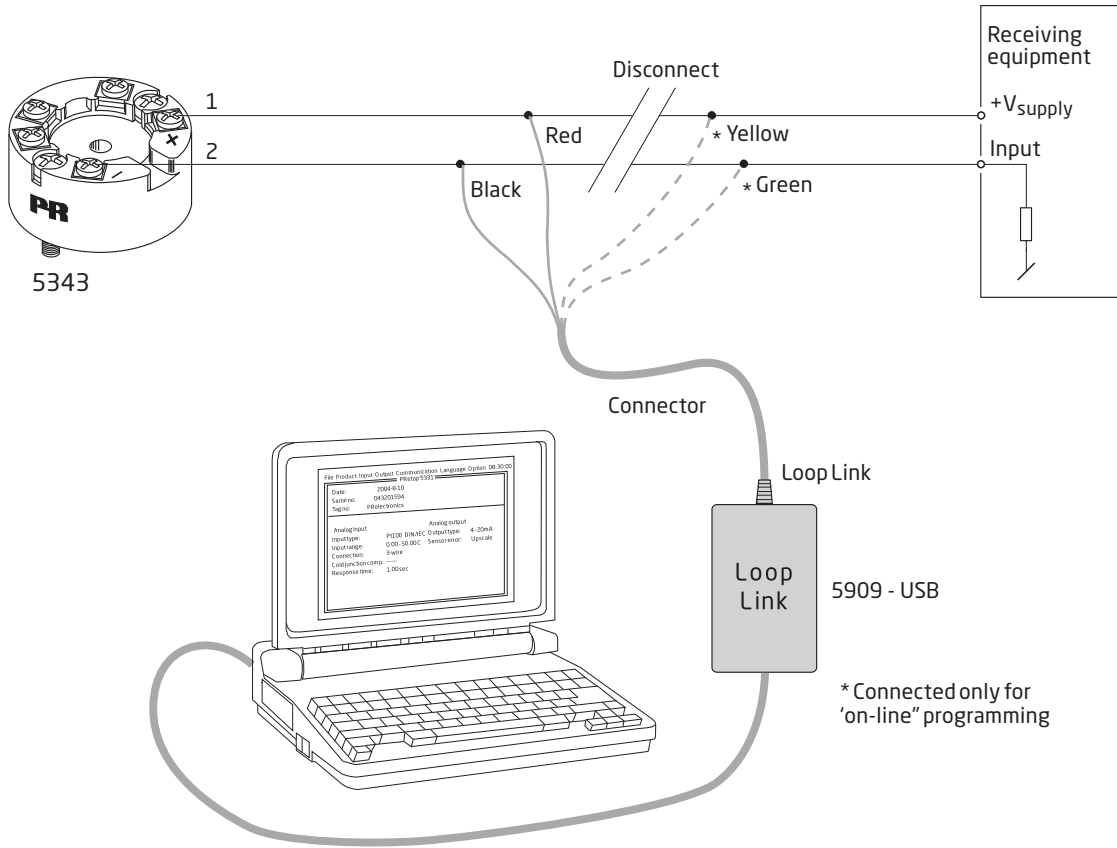 Receiving
equipment
Disconnect
1
+Vsupply
Red
* Yellow
2
Input
Black
* Green
+
-
PR
5343
Connector
Loop Link
File Product Input Output Communication Language Option 08:30:00
PRetop 5331
Date: 2004-8-10
Serial no: 043201594
Tag no: PRelectronics
Analog input Analog output
Input type: Pt100 DIN/IEC Output type: 4-20mA
Input range: 0.00-50.00C Sensor error: Upscale
Connection: 3-wire
Cold junction comp: -----
Response time: 1.00 sec
Loop
Link
5909 - USB
* Connected only for
'on-line" programming